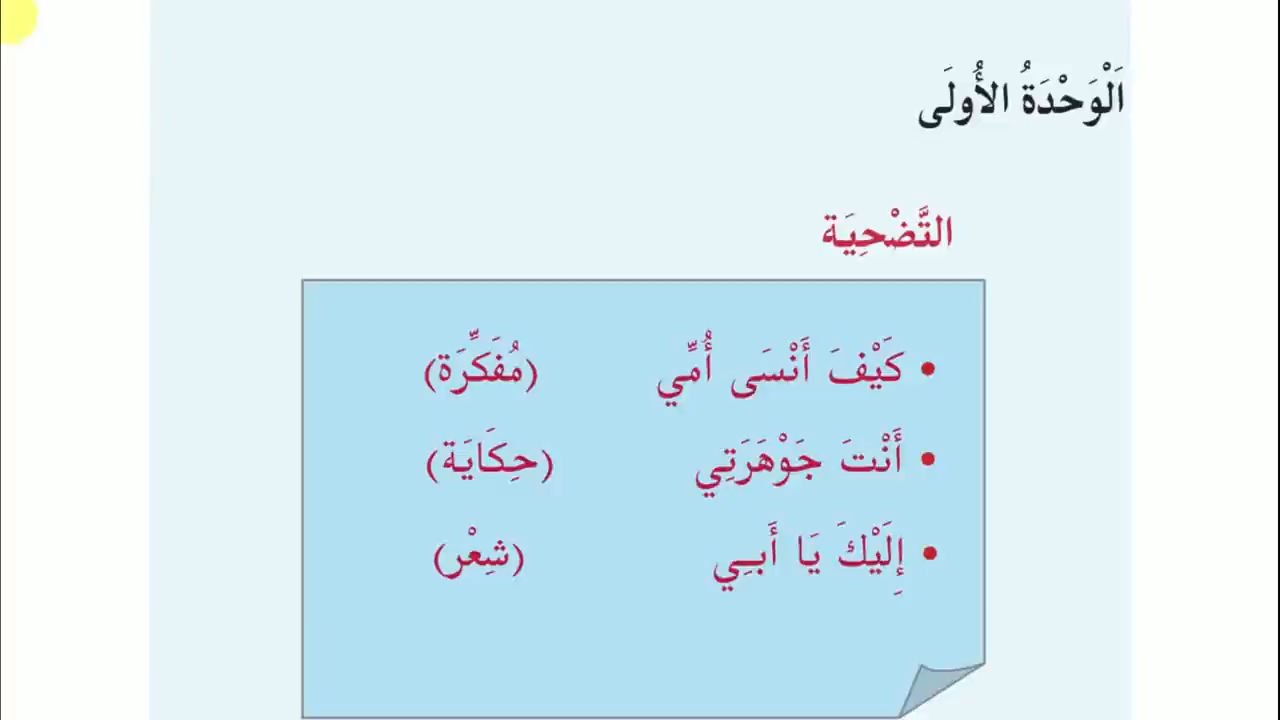 اَلْوَحْدَةُ الأُولَى
التَّضْحِيَة
• كَيْفَ أَنْسَى أُمِّي (مُفَكِّرَة)
• أَنْتَ جَوْهَرَتِي (حِكَايَة)
• إِلَيْكَ يَا أَبِي (شِعْر)